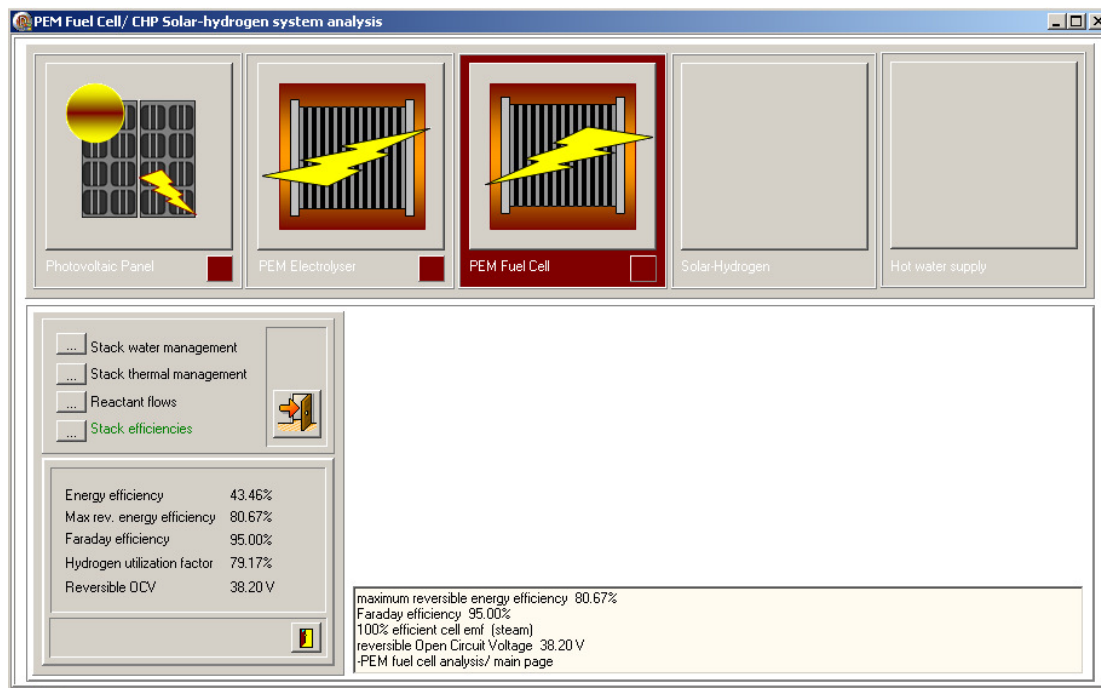 PEM Fuel Cell/ CHP Solar-hydrogen system analysis
Photovoltaic Panel
PEM Electrolyser
PEM Fuel Cell
Solar-Hydrogen
Hot water supply
... Stack water management
... Stack thermal management
... Reactant flows
... Stack efficiencies
Energy efficiency 43.46%
Max rev. energy efficiency 80.67%
Faraday efficiency 95.00%
Hydrogen utilization factor 79.17%
Reversible OCV 38.20 V
maximum reversible energy efficiency 80.67%
Faraday efficiency 95.00%
100% efficient cell emf (steam)
reversible Open Circuit Voltage 38.20 V
-PEM fuel cell analysis/ main page